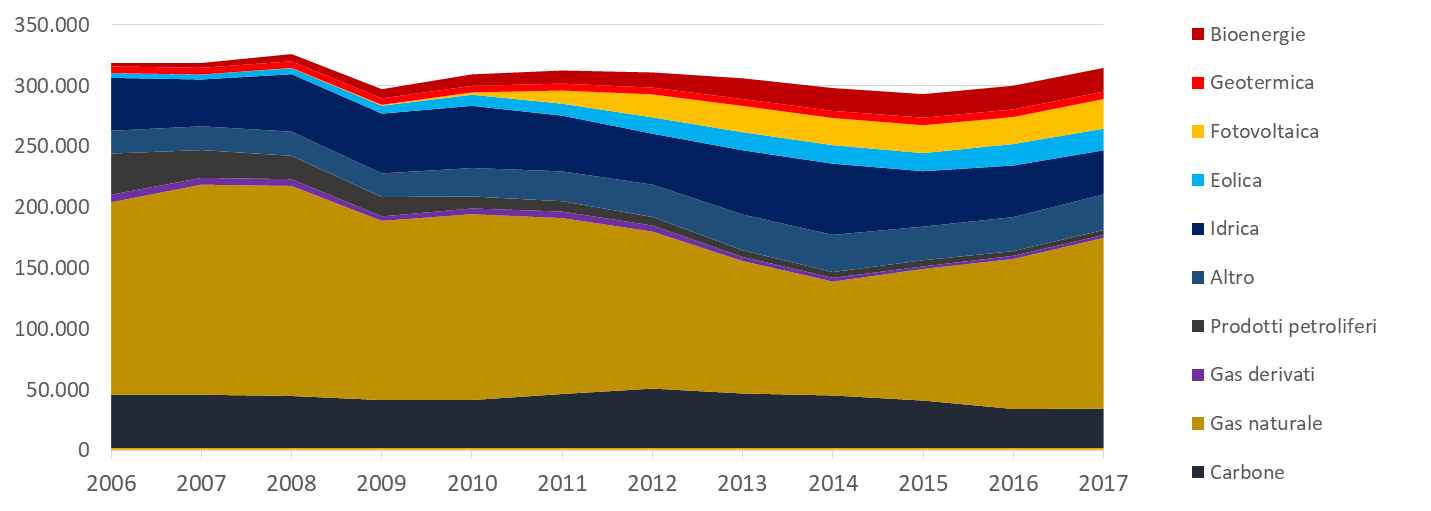 350.000
300.000
250.000
200.000
150.000
100.000
50.000
0
2006 2007 2008 2009 2010 2011 2012 2013 2014 2015 2016 2017
Bioenergie
Geotermica
Fotovoltaica
Eolica
Idrica
Altro
Prodotti petroliferi
Gas derivati
Gas naturale
Carbone